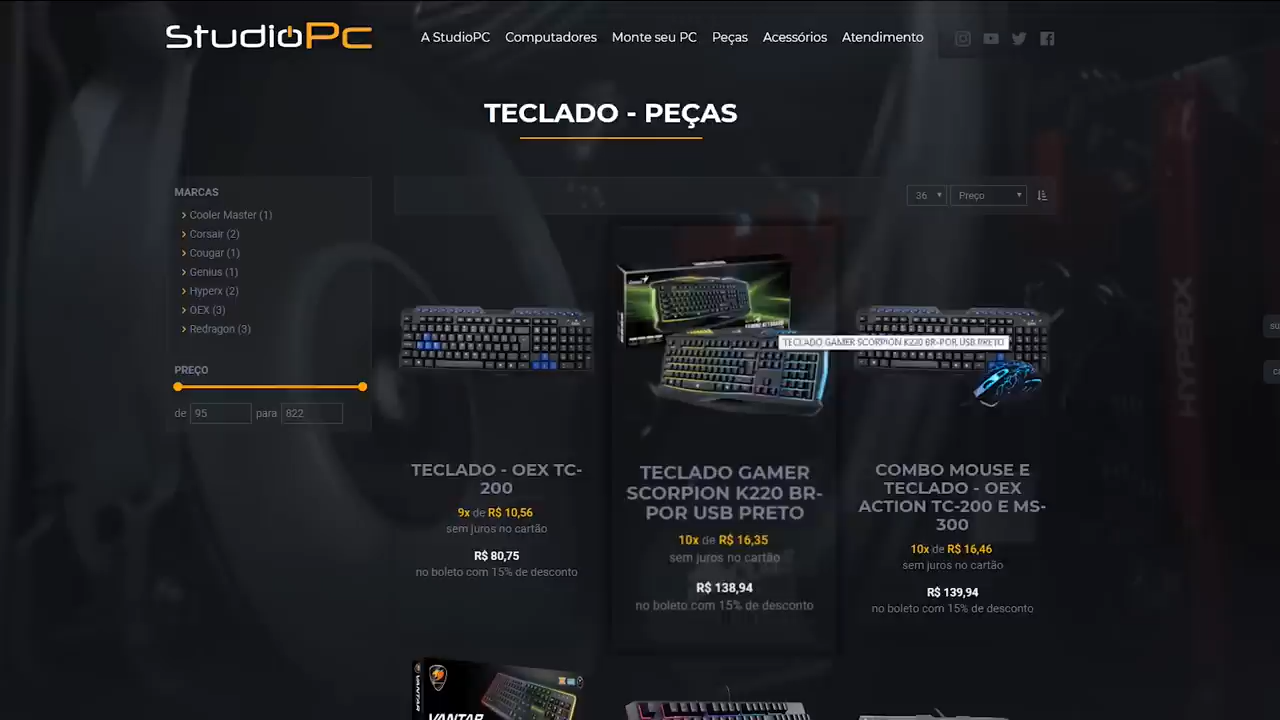 StudioPc
A StudioPC Computadores Monte seu PC Peças Acessórios Atendimento
TECLADO - PEÇAS
MARCAS
Cooler Master (1)
Corsair (2)
Cougar (1)
Genius (1)
Hyperx (2)
OEX (3)
Redragon (3)
PREÇO
de 95 para 822
36 Preço
TECLADO GAMER SCORPION K220 BR-POR USB PRETO
TECLADO - OEX TC-
200
9x de R$ 10,56
sem juros no cartão
R$ 80,75
no boleto com 15% de desconto
TECLADO GAMER
SCORPION K220 BR-
POR USB PRETO
10x de R$ 16,35
sem juros no cartão
R$ 138,94
no boleto com 15% de desconto
COMBO MOUSE E
TECLADO - OEX
ACTION TC-200 E MS-
300
10x de R$ 16,46
sem juros no cartão
R$ 139,94
no boleto com 15% de desconto
VANTAR
HYPERX